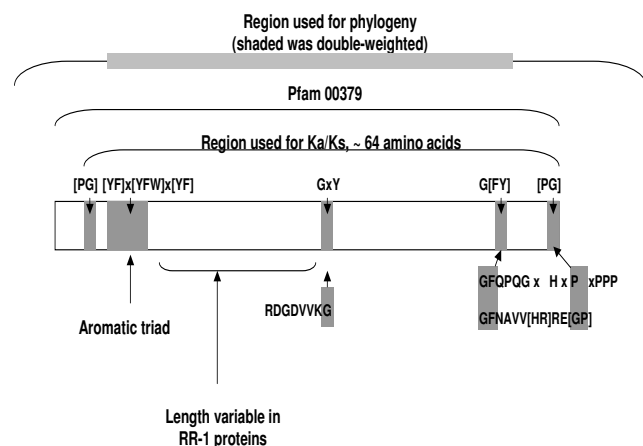 Region used for phylogeny
(shaded was double-weighted)
Pfam 00379
Region used for Ka/Ks, ~ 64 amino acids
[PG] [YF]x[YFW]x[YF] GxY G[FY] [PG]
GFQPQG x H x P xPPP
RDGDVVKG
GFNAVV[HR]RE[GP]
Aromatic triad
Length variable in
RR-1 proteins